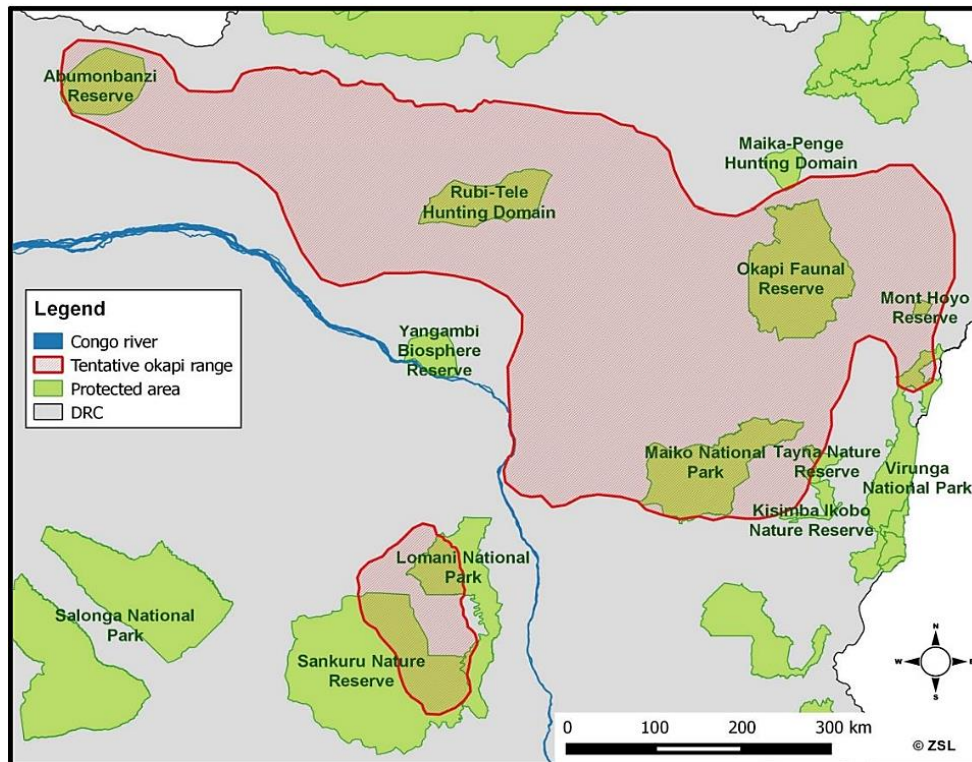 Abumonbanzi
Reserve
Maika-Penge
Hunting Domain
Rubi-Tele
Hunting Domain
Okapi Faunal
Reserve
Mont Hoyo
Reserve
Legend
Congo river
Tentative okapi range
Protected area
DRC
Yangambi
Biosphere
Reserve
Maiko National
Park
Tayna Nature
Reserve
Virunga
National Park
Kisimba Ikobo
Nature Reserve
Lomani National
Park
Salonga National
Park
Sankuru Nature
Reserve
N
W
E
S
0 100 200 300 km
© ZSL